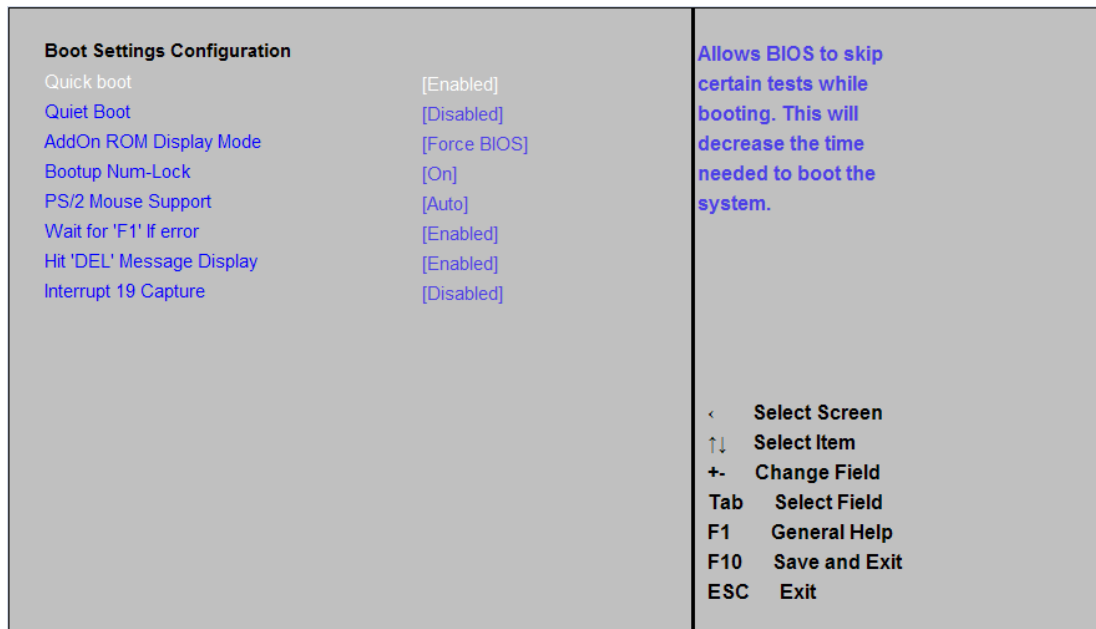 Boot Settings Configuration
Quick boot [Enabled]
Quiet Boot [Disabled]
AddOn ROM Display Mode [Force BIOS]
Bootup Num-Lock [On]
PS/2 Mouse Support [Auto]
Wait for 'F1' If error [Enabled]
Hit 'DEL' Message Display [Enabled]
Interrupt 19 Capture [Disabled]
Allows BIOS to skip
certain tests while
booting. This will
decrease the time
needed to boot the
system.
‹ Select Screen
↑↓ Select Item
+- Change Field
Tab Select Field
F1 General Help
F10 Save and Exit
ESC Exit